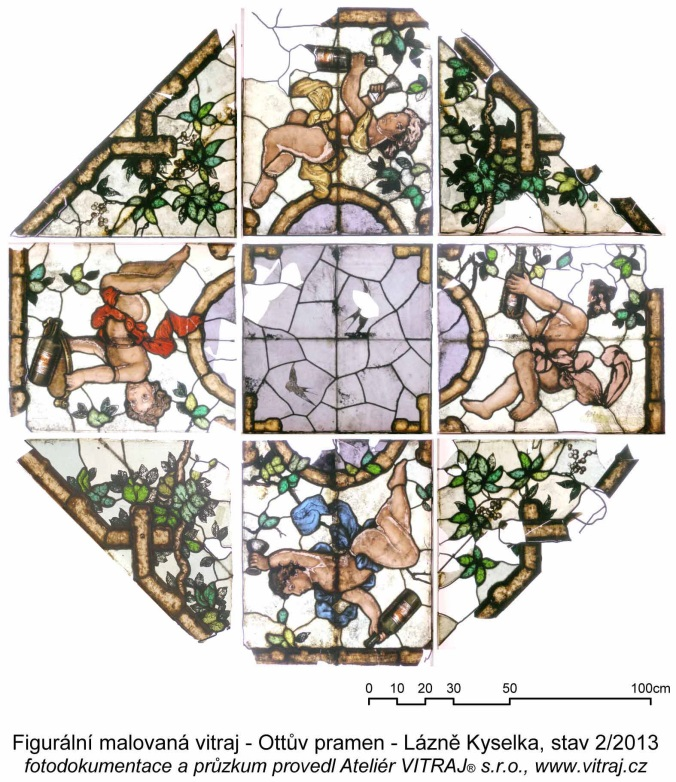 0 10 20 30 50 100cm
Figurální malovaná vitraj - Ottův pramen - Lázně Kyselka, stav 2/2013
fotodokumentace a průzkum provedl Ateliér VITRAJ® s.r.o., www.vitraj.cz